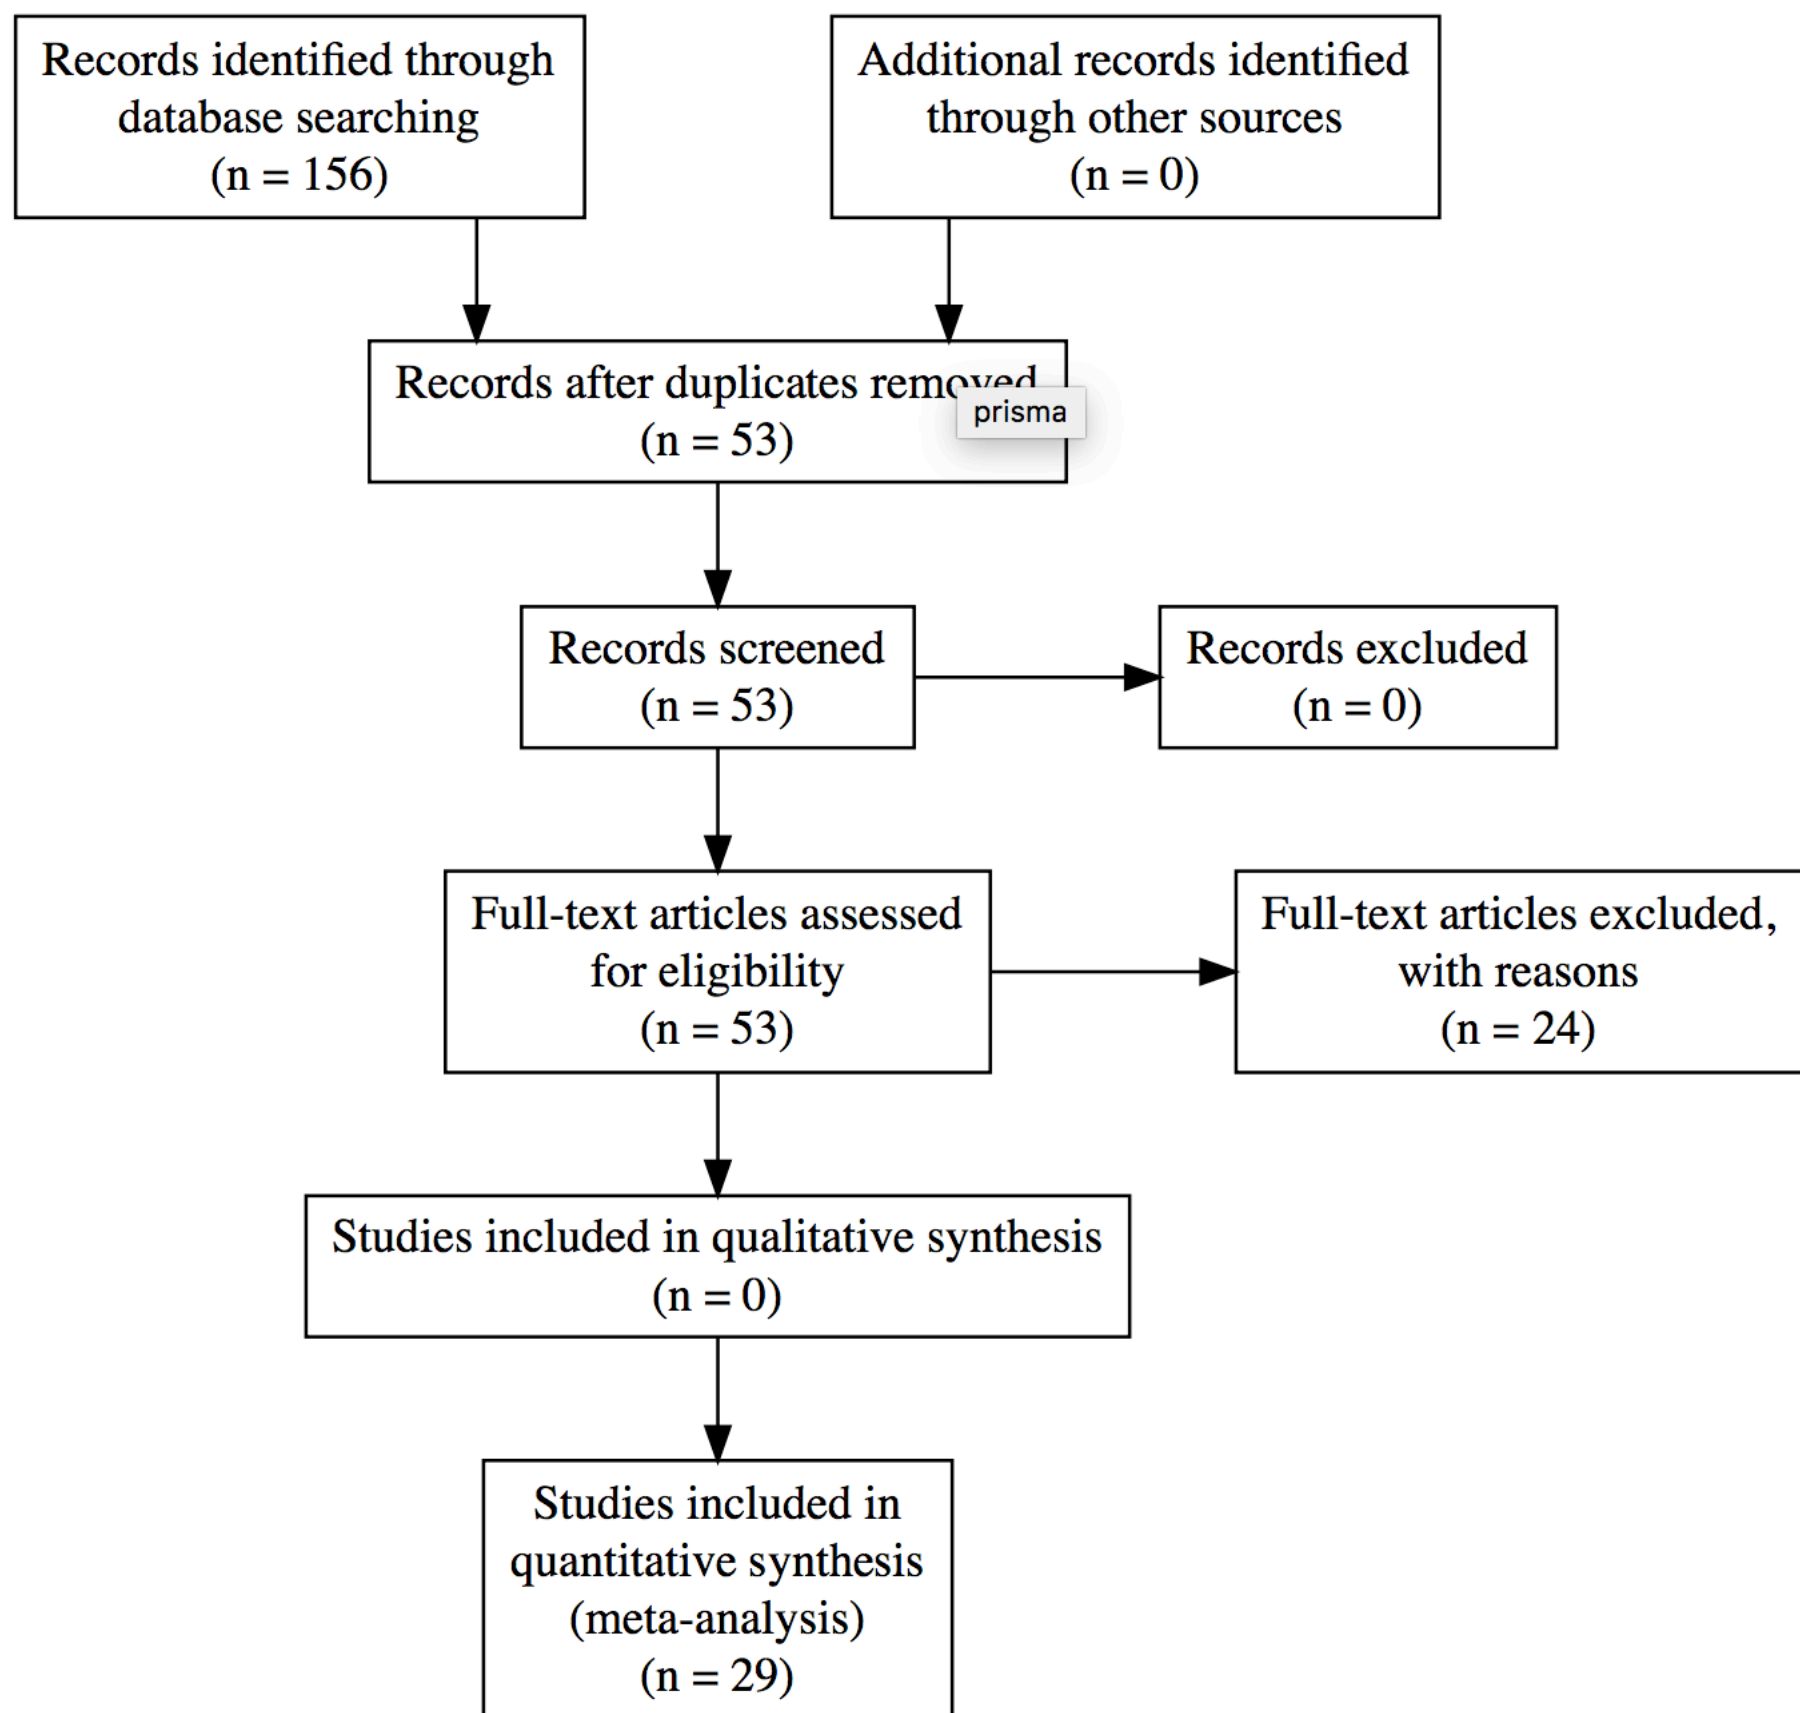 Records identified through
database searching
(n = 156)
Additional records identified
through other sources
(n = 0)
Records after duplicates removed
prisma
(n = 53)
Records screened
(n = 53)
Records excluded
(n = 0)
Full-text articles assessed
for eligibility
(n = 53)
Full-text articles excluded,
with reasons
(n = 24)
Studies included in qualitative synthesis
(n = 0)
Studies included in
quantitative synthesis
(meta-analysis)
(n = 29)